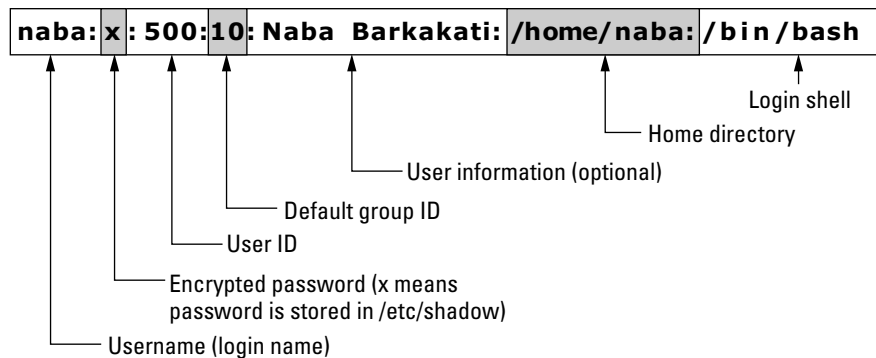 naba:x:500:10:Naba Barkakati:/home/naba:/bin/bash
Login shell
Home directory
User information (optional)
Default group ID
User ID
Encrypted password (x means
password is stored in /etc/shadow)
Username (login name)